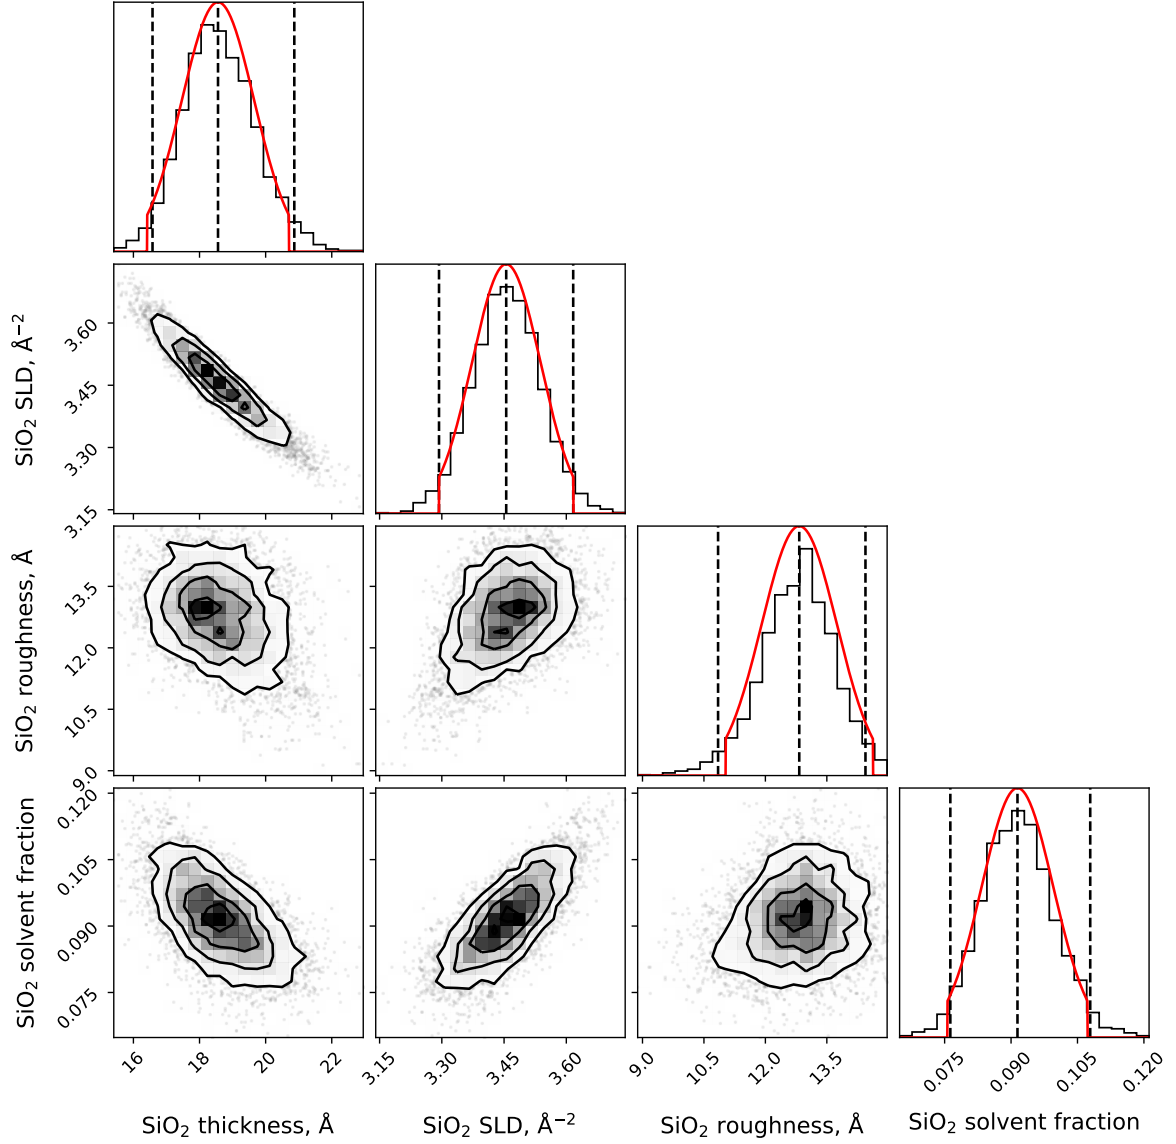 SiO₂ SLD, Å⁻²
3.60
3.45
3.30
3.15
SiO₂ roughness, Å
13.5
12.0
10.5
9.0
SiO₂ solvent fraction
0.120
0.105
0.090
0.075
16 18 20 22
3.15 3.30 3.45 3.60
9.0 10.5 12.0 13.5
0.075 0.090 0.105 0.120
SiO₂ thickness, Å
SiO₂ SLD, Å⁻²
SiO₂ roughness, Å
SiO₂ solvent fraction